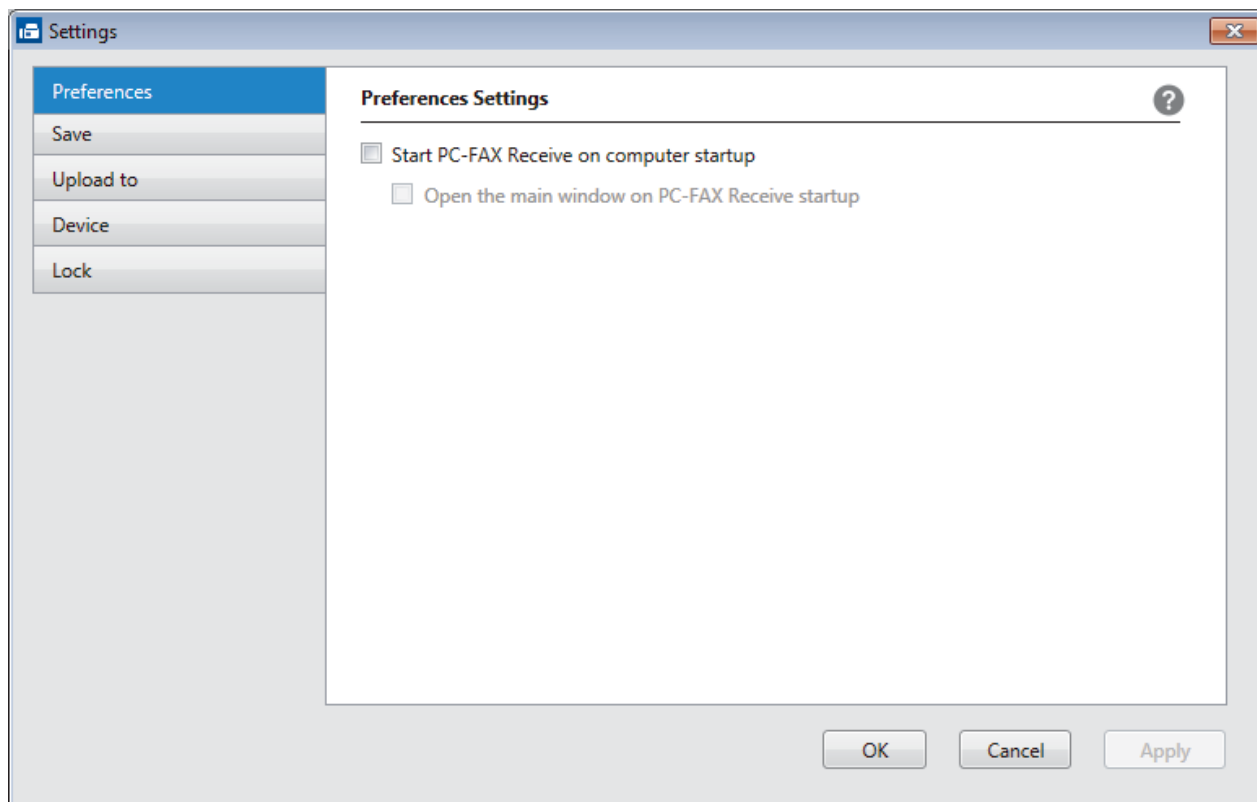 Settings
Preferences
Save
Upload to
Device
Lock
Preferences Settings
?
Start PC-FAX Receive on computer startup
Open the main window on PC-FAX Receive startup
OK
Cancel
Apply